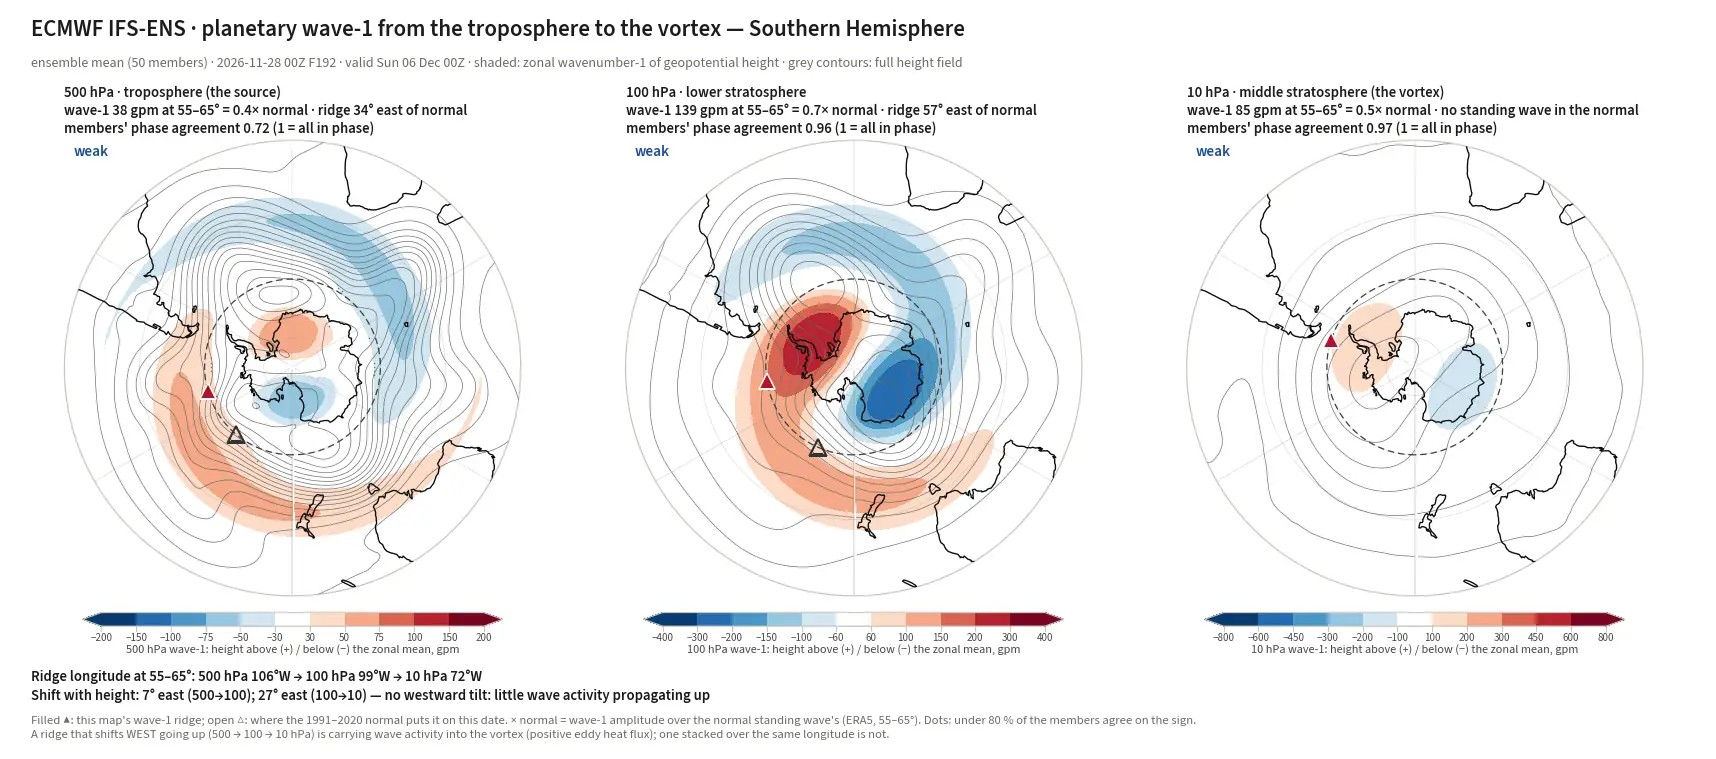 ECMWF IFS-ENS · planetary wave-1 from the troposphere to the vortex — Southern Hemisphere
ensemble mean (50 members) · 2026-11-28 00Z F192 · valid Sun 06 Dec 00Z · shaded: zonal wavenumber-1 of geopotential height · grey contours: full height field
500 hPa · troposphere (the source)
wave-1 38 gpm at 55–65° = 0.4× normal · ridge 34° east of normal
members' phase agreement 0.72 (1 = all in phase)
weak
100 hPa · lower stratosphere
wave-1 139 gpm at 55–65° = 0.7× normal · ridge 57° east of normal
members' phase agreement 0.96 (1 = all in phase)
weak
10 hPa · middle stratosphere (the vortex)
wave-1 85 gpm at 55–65° = 0.5× normal · no standing wave in the normal
members' phase agreement 0.97 (1 = all in phase)
weak
−200 −150 −100 −75 −50 −30 30 50 75 100 150 200
500 hPa wave-1: height above (+) / below (−) the zonal mean, gpm
−400 −300 −200 −150 −100 −60 60 100 150 200 300 400
100 hPa wave-1: height above (+) / below (−) the zonal mean, gpm
−800 −600 −450 −300 −200 −100 100 200 300 450 600 800
10 hPa wave-1: height above (+) / below (−) the zonal mean, gpm
Ridge longitude at 55–65°: 500 hPa 106°W → 100 hPa 99°W → 10 hPa 72°W
Shift with height: 7° east (500→100); 27° east (100→10) — no westward tilt: little wave activity propagating up
Filled ▲: this map's wave-1 ridge; open △: where the 1991–2020 normal puts it on this date. × normal = wave-1 amplitude over the normal standing wave's (ERA5, 55–65°). Dots: under 80 % of the members agree on the sign.
A ridge that shifts WEST going up (500 → 100 → 10 hPa) is carrying wave activity into the vortex (positive eddy heat flux); one stacked over the same longitude is not.